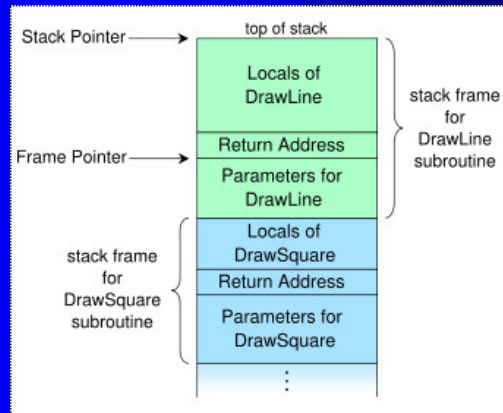 Stack Pointer
top of stack
Locals of
DrawLine
Return Address
Frame Pointer
Parameters for
DrawLine
stack frame
for
DrawLine
subroutine
Locals of
DrawSquare
Return Address
Parameters for
DrawSquare
stack frame
for
DrawSquare
subroutine
⋮